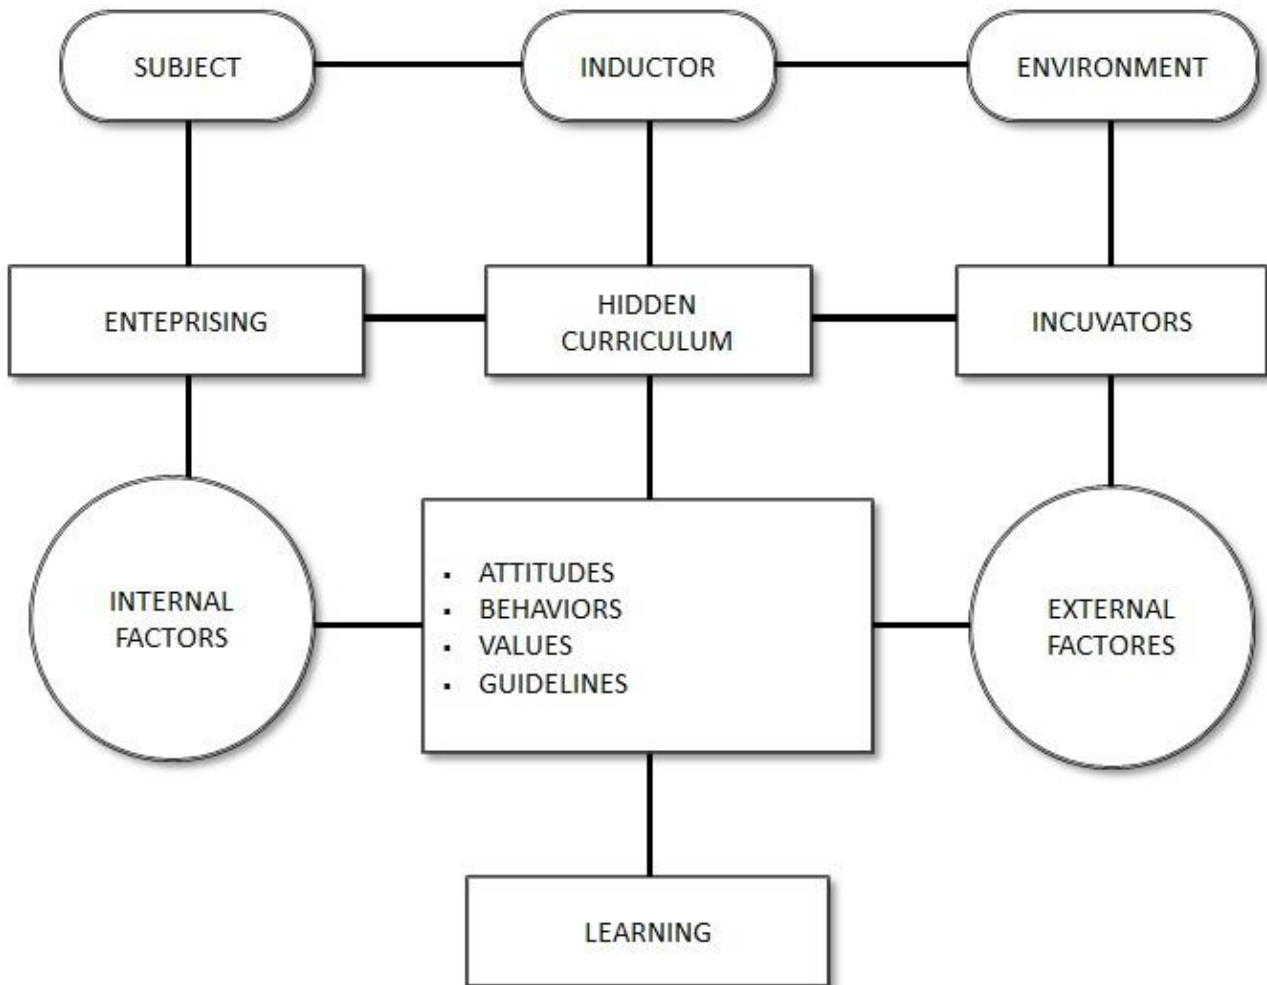 SUBJECT
INDUCTOR
ENVIRONMENT
ENTEPRISING
HIDDEN
CURRICULUM
INCUVATORS
INTERNAL
FACTORS
▪ ATTITUDES
▪ BEHAVIORS
▪ VALUES
▪ GUIDELINES
EXTERNAL
FACTORES
LEARNING